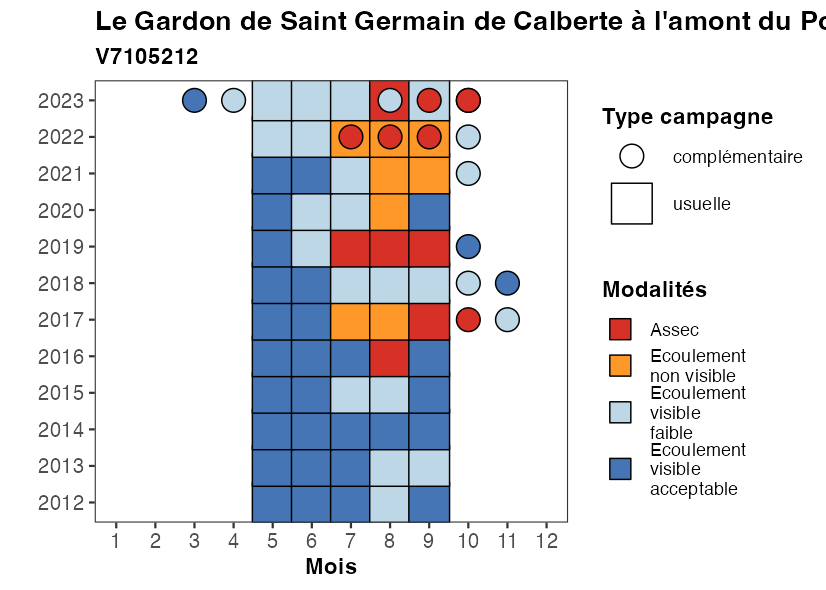 Le Gardon de Saint Germain de Calberte à l'amont du Po
V7105212
2023
2022
2021
2020
2019
2018
2017
2016
2015
2014
2013
2012
1 2 3 4 5 6 7 8 9 10 11 12
Mois
Type campagne
complémentaire
usuelle
Modalités
Assec
Ecoulement
non visible
Ecoulement
visible
faible
Ecoulement
visible
acceptable